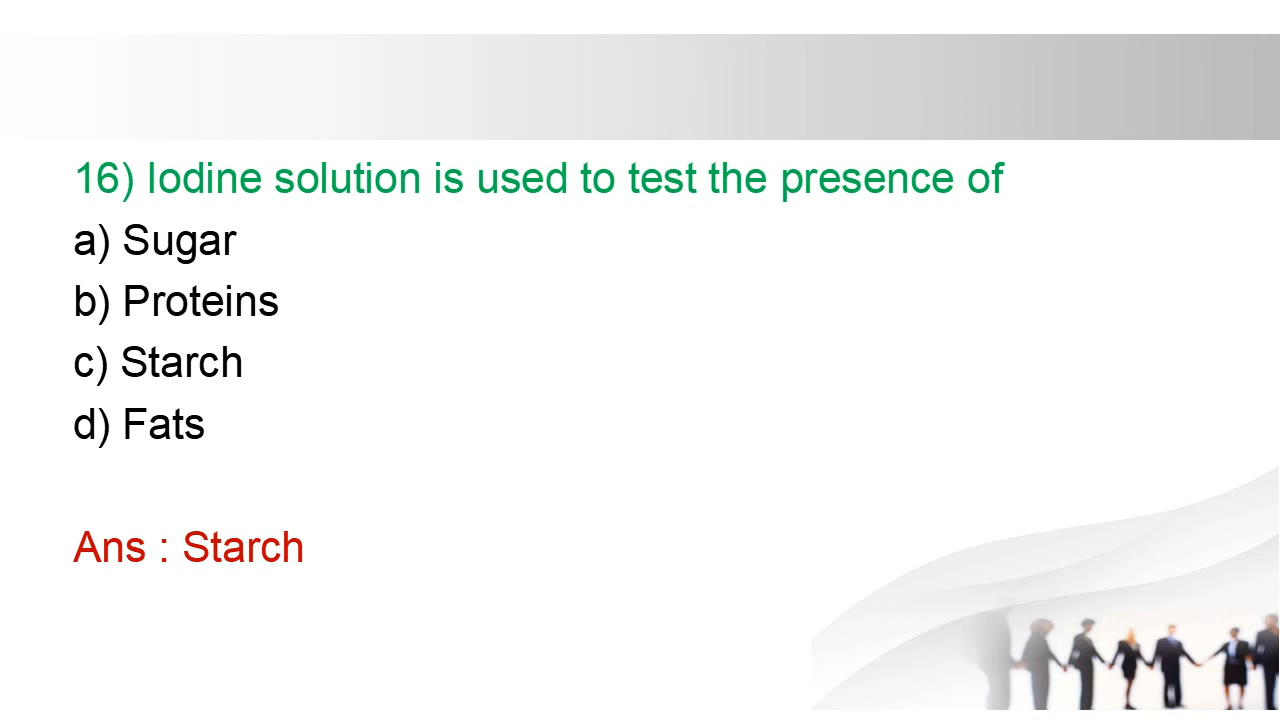 16) Iodine solution is used to test the presence of
a) Sugar
b) Proteins
c) Starch
d) Fats
Ans : Starch